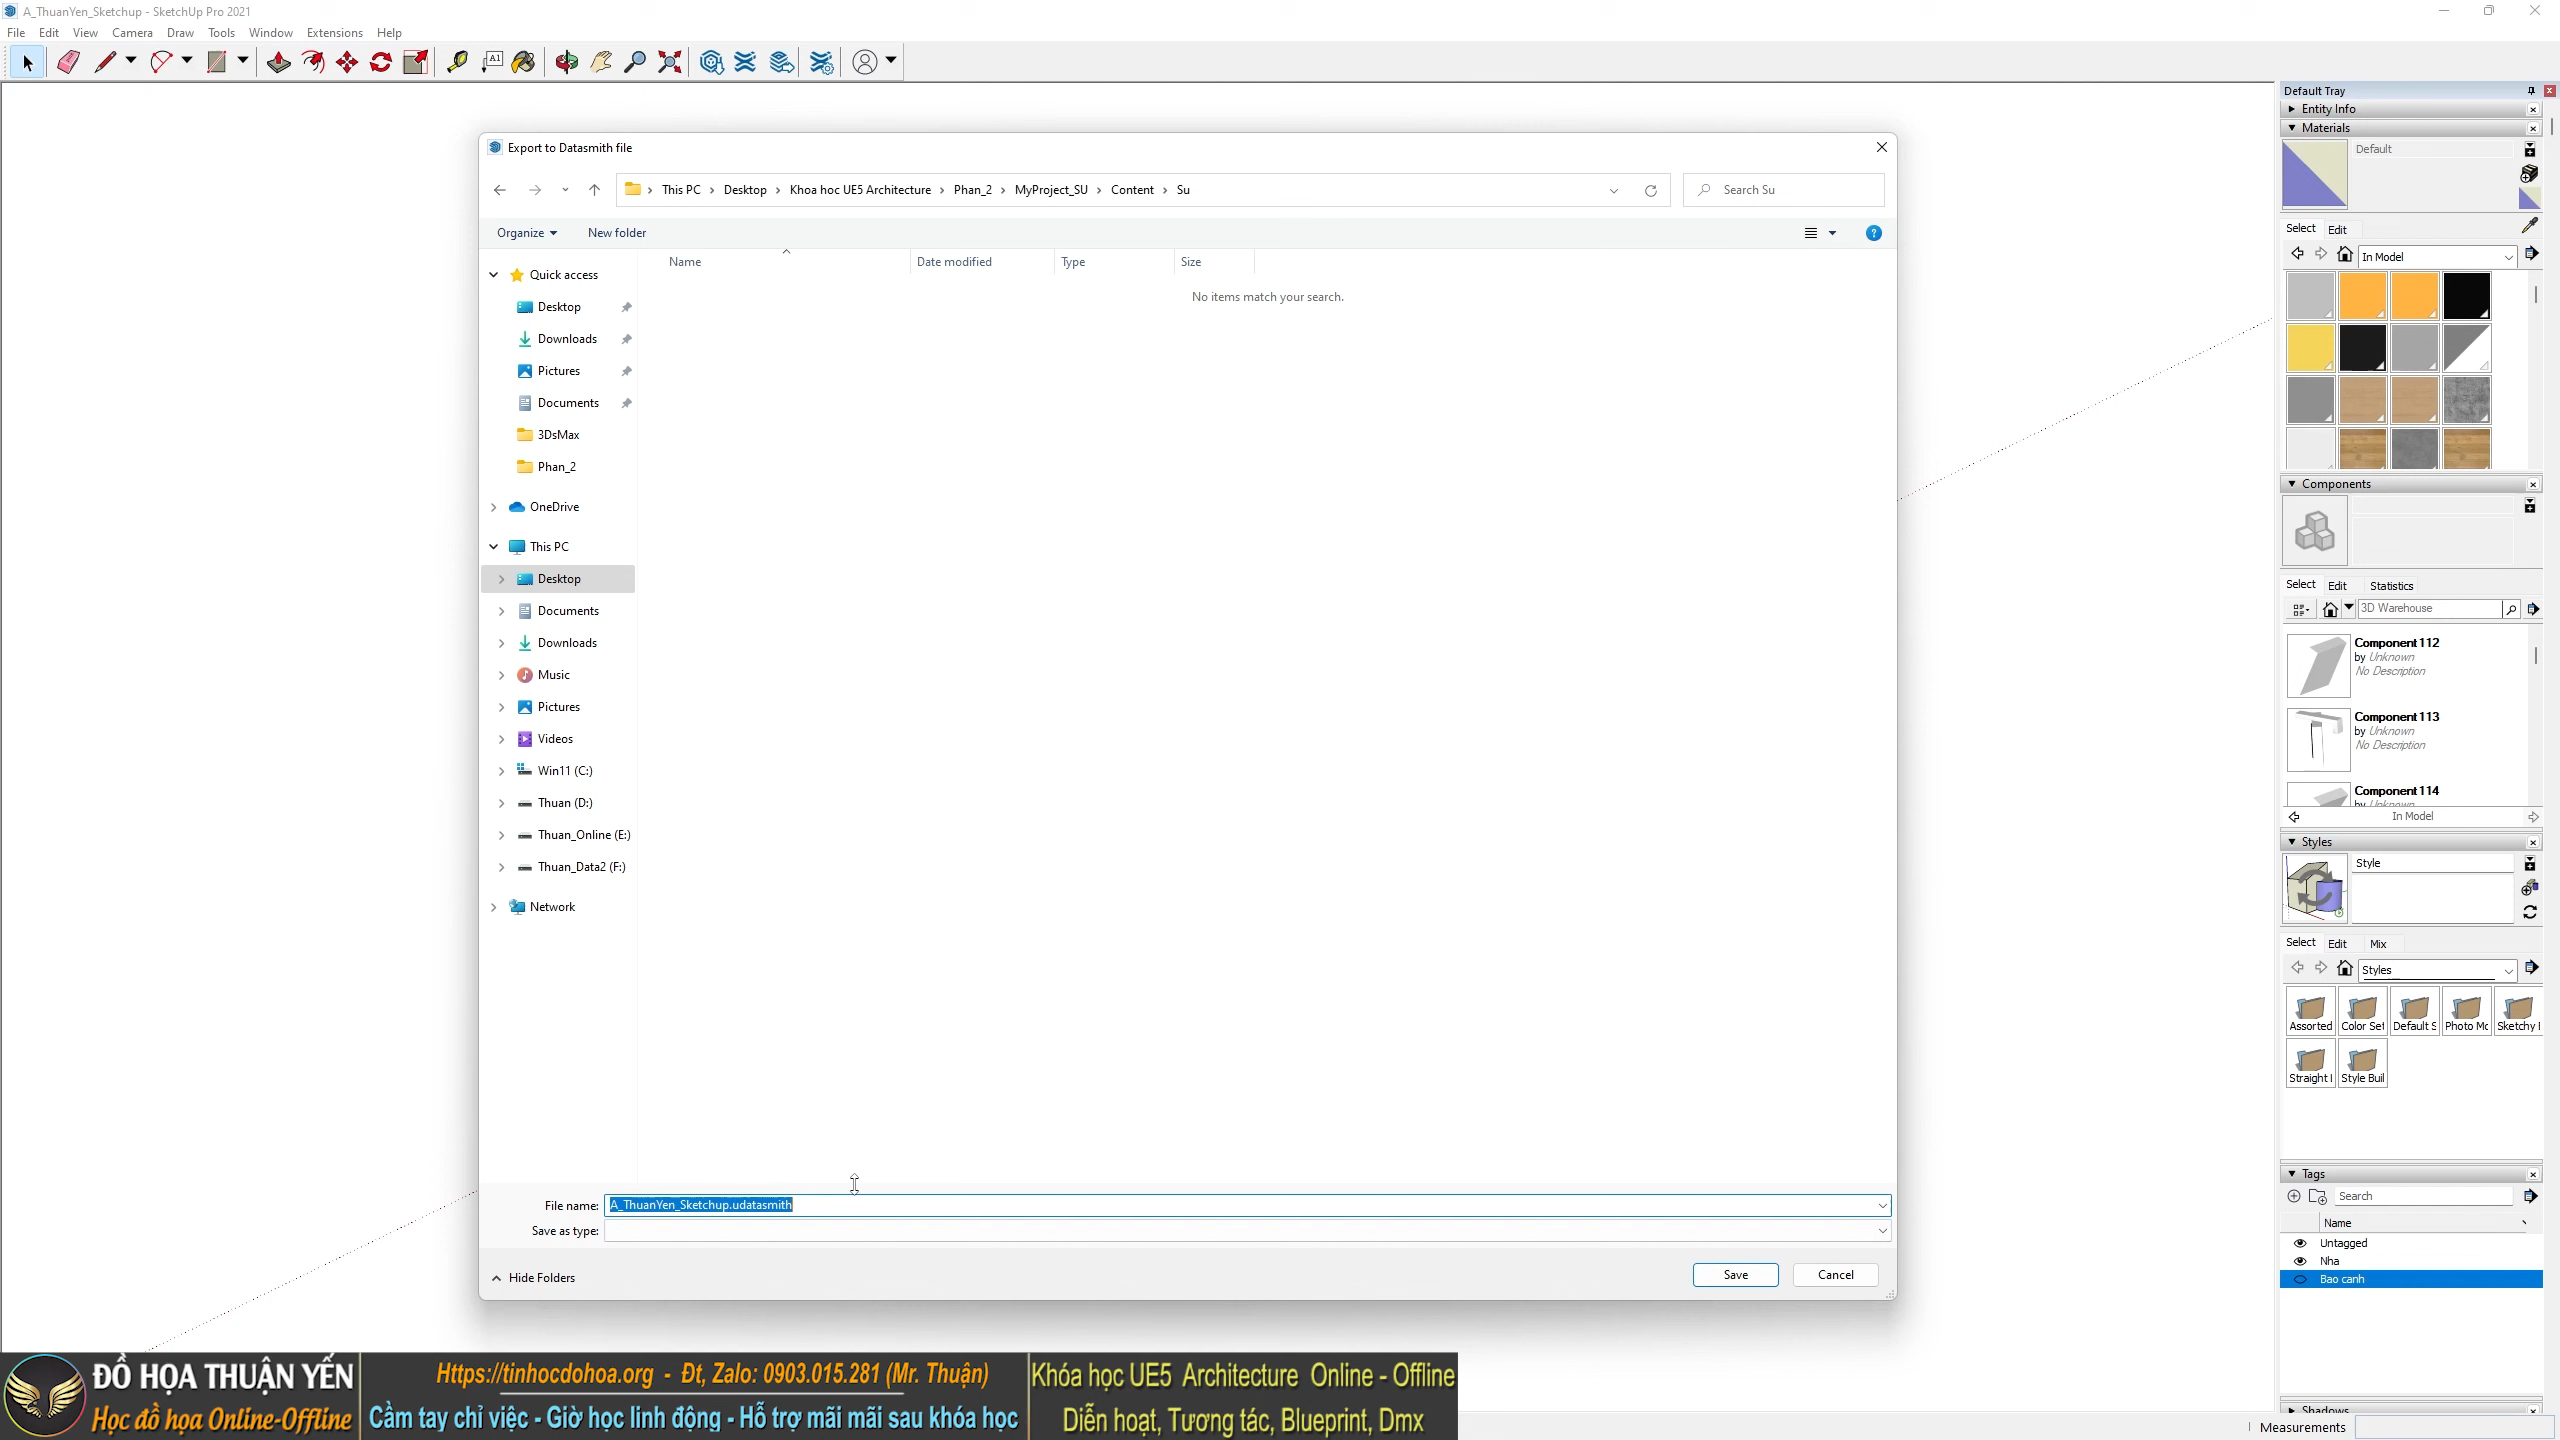 A_ThuanYen_Sketchup - SketchUp Pro 2021
File Edit View Camera Draw Tools Window Extensions Help
A1
Export to Datasmith file
This PC Desktop Khoa hoc UE5 Architecture Phan_2 MyProject_SU Content Su
Search Su
Organize New folder
Name Date modified Type Size
No items match your search.
Quick access
Desktop
Downloads
Pictures
Documents
3DsMax
Phan_2
OneDrive
This PC
Desktop
Documents
Downloads
Music
Pictures
Videos
Win11 (C:)
Thuan (D:)
Thuan_Online (E:)
Thuan_Data2 (F:)
Network
File name: A_ThuanYen_Sketchup.udatasmith
Save as type:
Hide Folders
Save Cancel
Default Tray
Entity Info
Materials
Default
Select Edit
In Model
Components
Select Edit Statistics
3D Warehouse
Component112
by Unknown
No Description
Component113
by Unknown
No Description
Component114
by Unknown
In Model
Styles
Style
Select Edit Mix
Styles
Assorted Color Set Default S Photo Mo Sketchy I
Straight l Style Buil
Tags
Search
Name
Untagged
Nha
Bao canh
Shadows
Measurements
ĐỒ HỌA THUẬN YẾN
Học đồ họa Online-Offline
Https://tinhocdohoa.org - Đt, Zalo: 0903.015.281 (Mr. Thuận)
Cầm tay chỉ việc - Giờ học linh động - Hỗ trợ mãi mãi sau khóa học
Khóa học UE5 Architecture Online - Offline
Diễn hoạt, Tương tác, Blueprint, Dmx